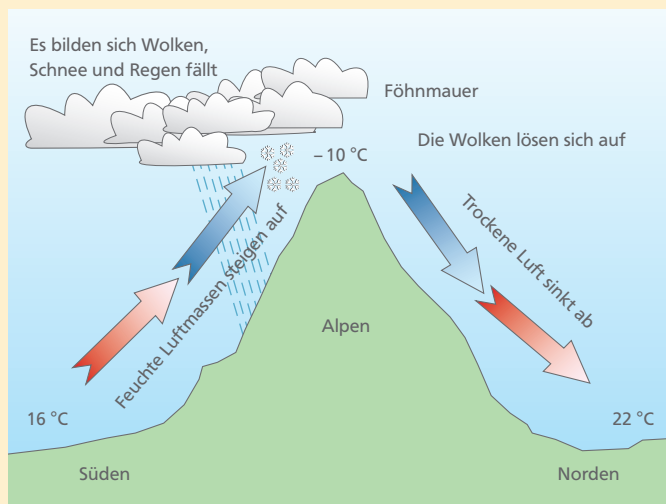 Es bilden sich Wolken,
Schnee und Regen fällt
Föhnmauer
Die Wolken lösen sich auf
– 10 °C
Feuchte Luftmassen steigen auf
Trockene Luft sinkt ab
Alpen
16 °C
22 °C
Süden
Norden